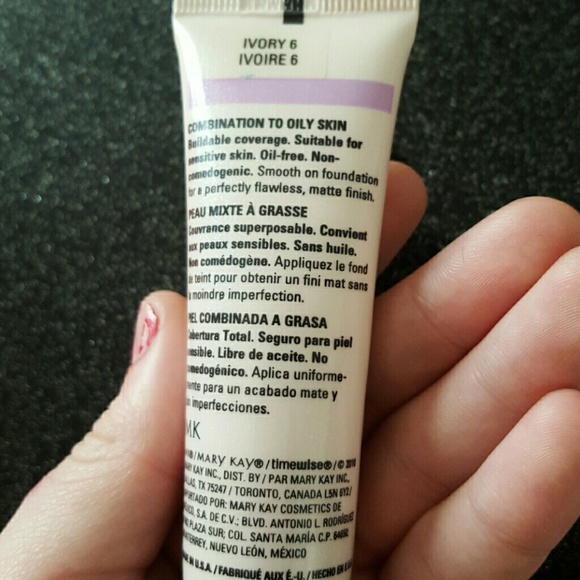 IVORY 6
IVOIRE 6
COMBINATION TO OILY SKIN
Buildable coverage. Suitable for
sensitive skin. Oil-free. Non-
comedogenic. Smooth on foundation
for a perfectly flawless, matte finish.
PEAU MIXTE À GRASSE
Couvrance superposable. Convient
aux peaux sensibles. Sans huile.
Non comédogène. Appliquez le fond
de teint pour obtenir un fini mat sans
la moindre imperfection.
PIEL COMBINADA A GRASA
Cobertura Total. Seguro para piel
sensible. Libre de aceite. No
comedogénico. Aplica uniforme-
mente para un acabado mate y
sin imperfecciones.
MK
/ MARY KAY® / timewise® / ©
MARY KAY INC., DIST. BY / PAR MARY KAY INC.,
DALLAS, TX 75247 / TORONTO, CANADA L5N 6Y2 /
IMPORTADO POR: MARY KAY COSMETICS DE
MÉXICO, S.A. DE C.V.; BLVD. ANTONIO L. RODRÍGUEZ
PLAZA SUR; COL. SANTA MARÍA C.P. 64650,
MONTERREY, NUEVO LEÓN, MÉXICO
MADE IN U.S.A. / FABRIQUÉ AUX É.-U. / HECHO EN